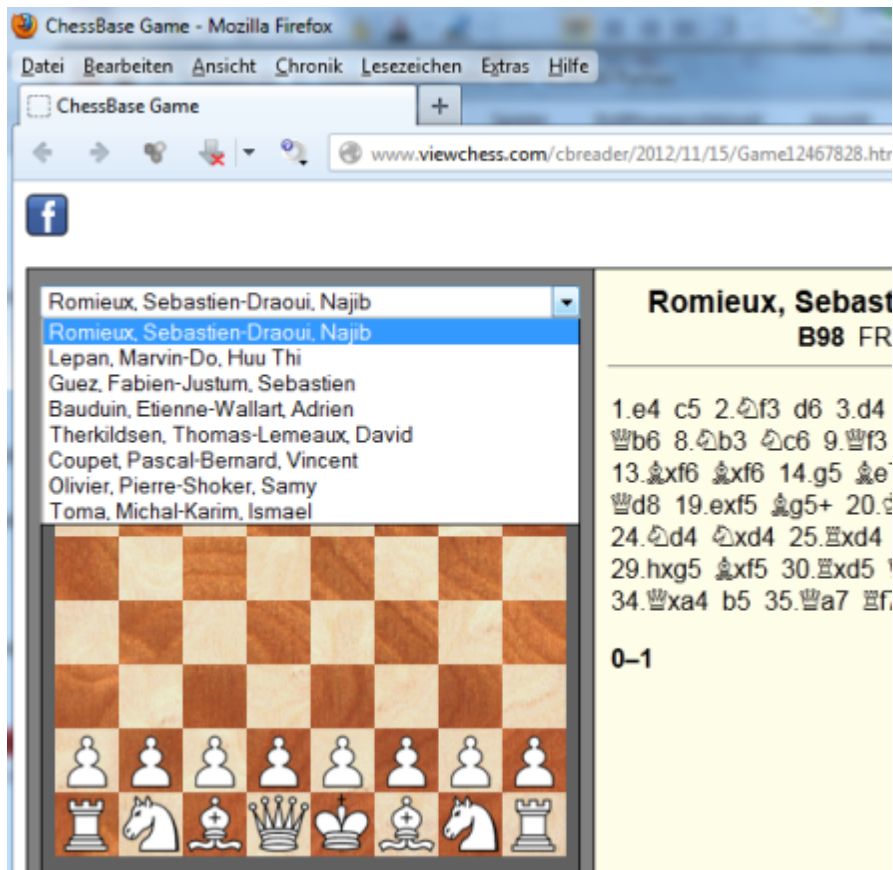 ChessBase Game - Mozilla Firefox
Datei Bearbeiten Ansicht Chronik Lesezeichen Extras Hilfe
ChessBase Game +
www.viewchess.com/cbreader/2012/11/15/Game12467828.htm
f
Romieux, Sebastien-Draoui, Najib
Romieux, Sebastien-Draoui, Najib
Lepan, Marvin-Do, Huu Thi
Guez, Fabien-Justum, Sebastien
Bauduin, Etienne-Wallart, Adrien
Therkildsen, Thomas-Lemeaux, David
Coupet, Pascal-Bernard, Vincent
Olivier, Pierre-Shoker, Samy
Toma, Michal-Karim, Ismael
Romieux, Sebast
B98 FR
1.e4 c5 2.♘f3 d6 3.d4
♕b6 8.♘b3 ♘c6 9.♕f3
13.♗xf6 ♗xf6 14.g5 ♗e7
♕d8 19.exf5 ♗g5+ 20.♔
24.♘d4 ♘xd4 25.♖xd4
29.hxg5 ♗xf5 30.♖xd5
34.♕xa4 b5 35.♕a7 ♖f7
0–1